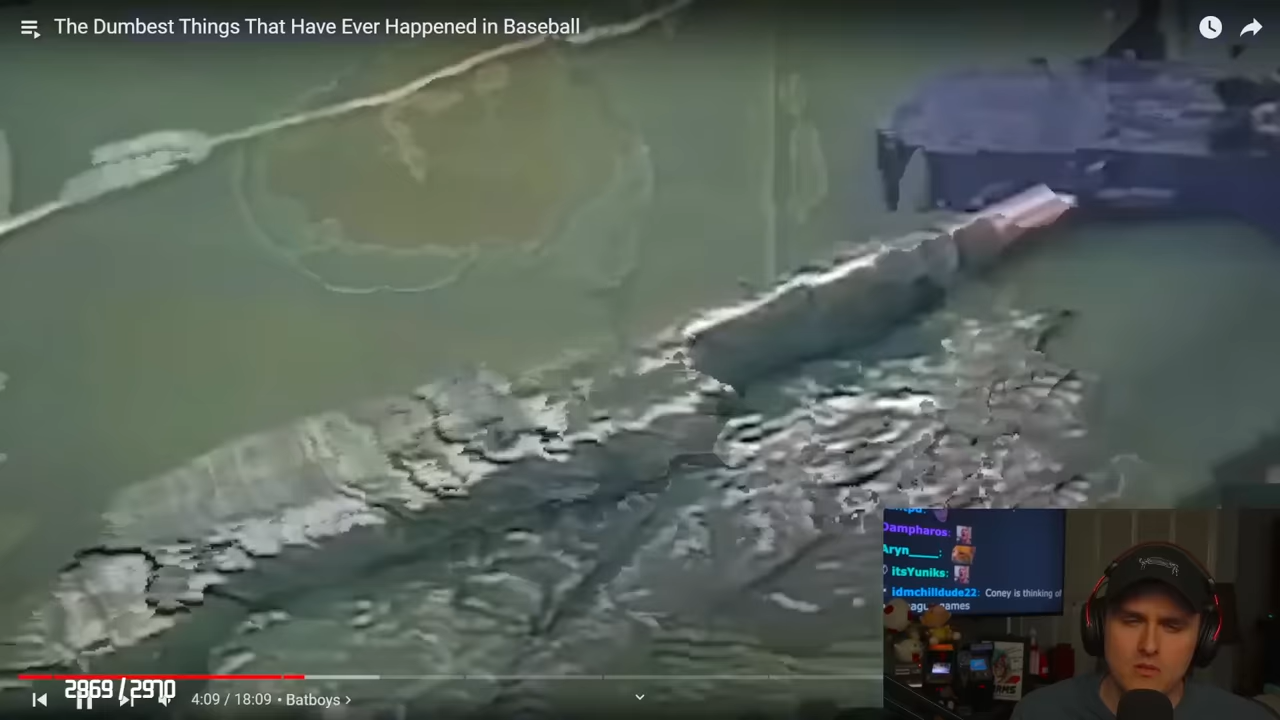 The Dumbest Things That Have Ever Happened in Baseball
Dampharos:
Aryn____:
itsYuniks:
idmchilldude22: Coney is thinking of
games
2869 / 2970
4:09 / 18:09 • Batboys